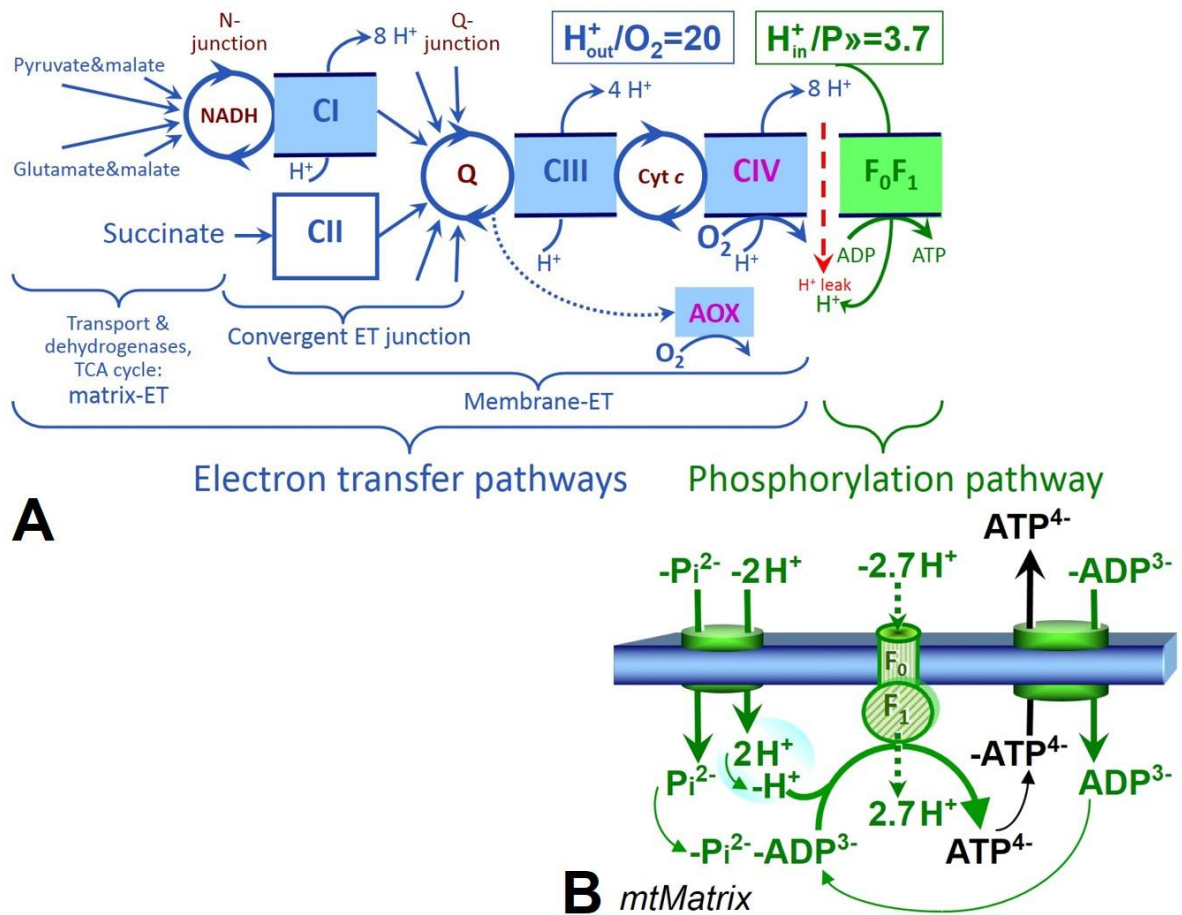 N-
junction
8 H⁺
Q-
junction
H⁺out/O₂=20
H⁺in/P»=3.7
Pyruvate&malate
NADH
CI
4 H⁺
8 H⁺
Glutamate&malate
H⁺
Q
CIII
Cyt c
CIV
F₀F₁
Succinate
CII
H⁺
O₂
H⁺
ADP
ATP
H⁺ leak
H⁺
Transport &
dehydrogenases,
TCA cycle:
matrix-ET
Convergent ET junction
AOX
O₂
Membrane-ET
Electron transfer pathways
Phosphorylation pathway
A
ATP⁴⁻
-Pi²⁻
-2H⁺
-2.7H⁺
-ADP³⁻
F₀
F₁
2H⁺
-H⁺
Pi²⁻
2.7H⁺
-ATP⁴⁻
ADP³⁻
-Pi²⁻-ADP³⁻
ATP⁴⁻
B mtMatrix